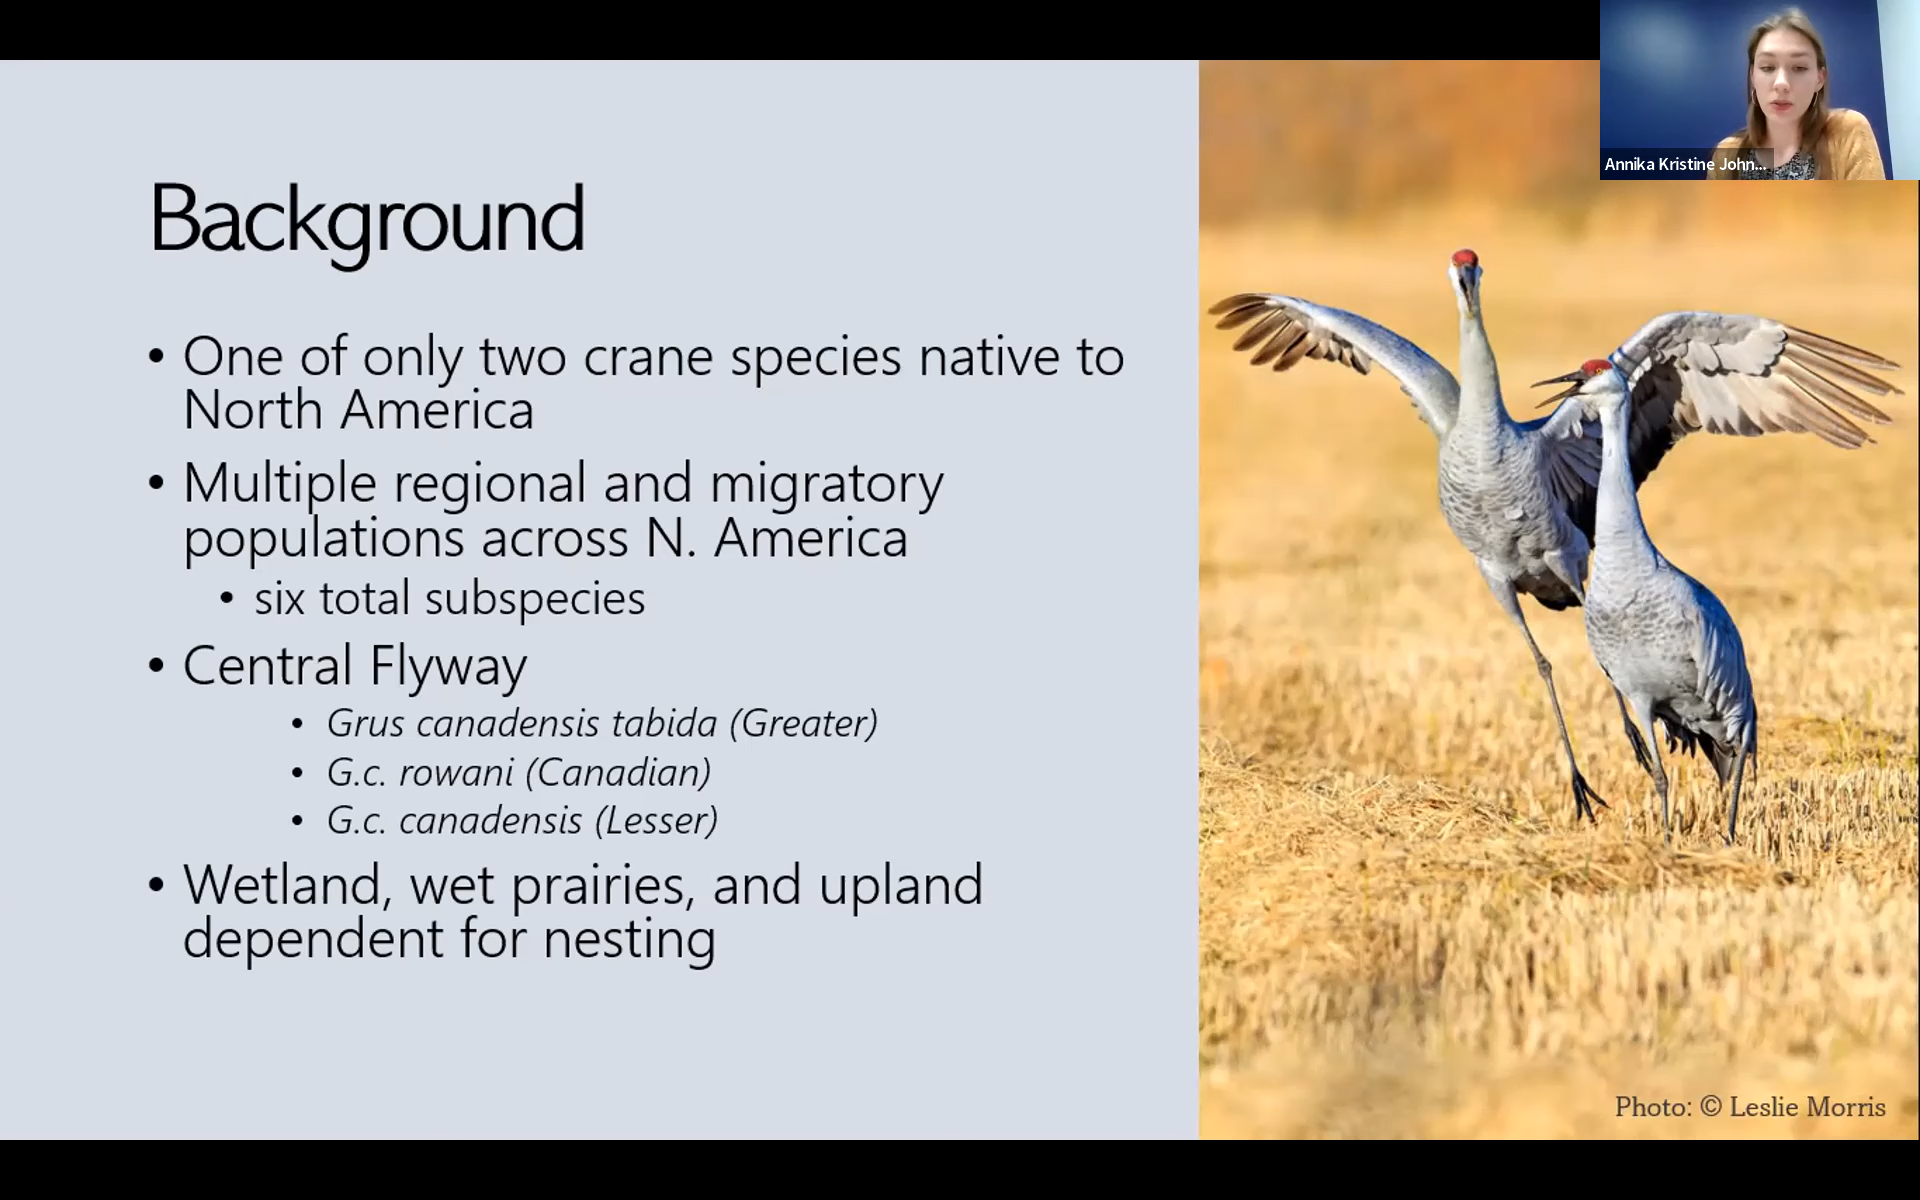 Annika Kristine John...
Background
• One of only two crane species native to
North America
• Multiple regional and migratory
populations across N. America
• six total subspecies
• Central Flyway
• Grus canadensis tabida (Greater)
• G.c. rowani (Canadian)
• G.c. canadensis (Lesser)
• Wetland, wet prairies, and upland
dependent for nesting
Photo: © Leslie Morris